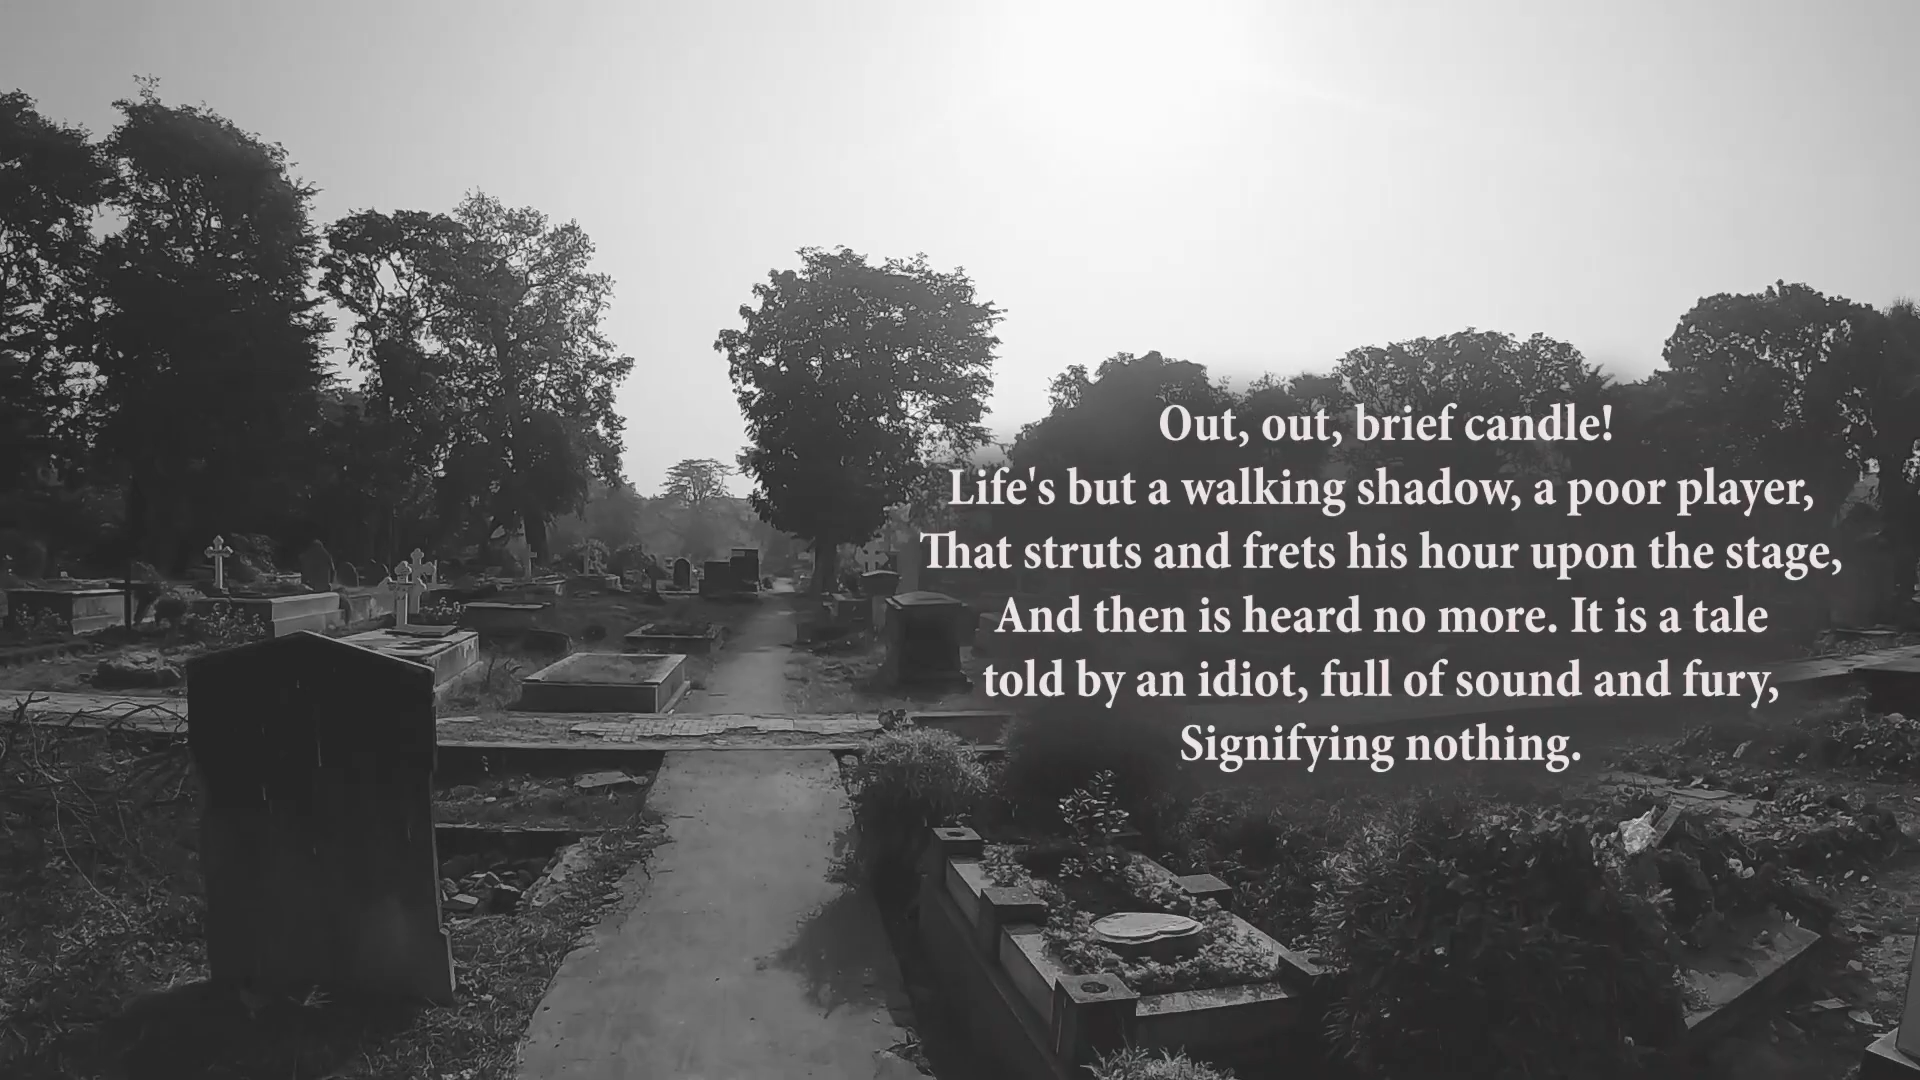 Out, out, brief candle!
Life's but a walking shadow, a poor player,
That struts and frets his hour upon the stage,
And then is heard no more. It is a tale
told by an idiot, full of sound and fury,
Signifying nothing.